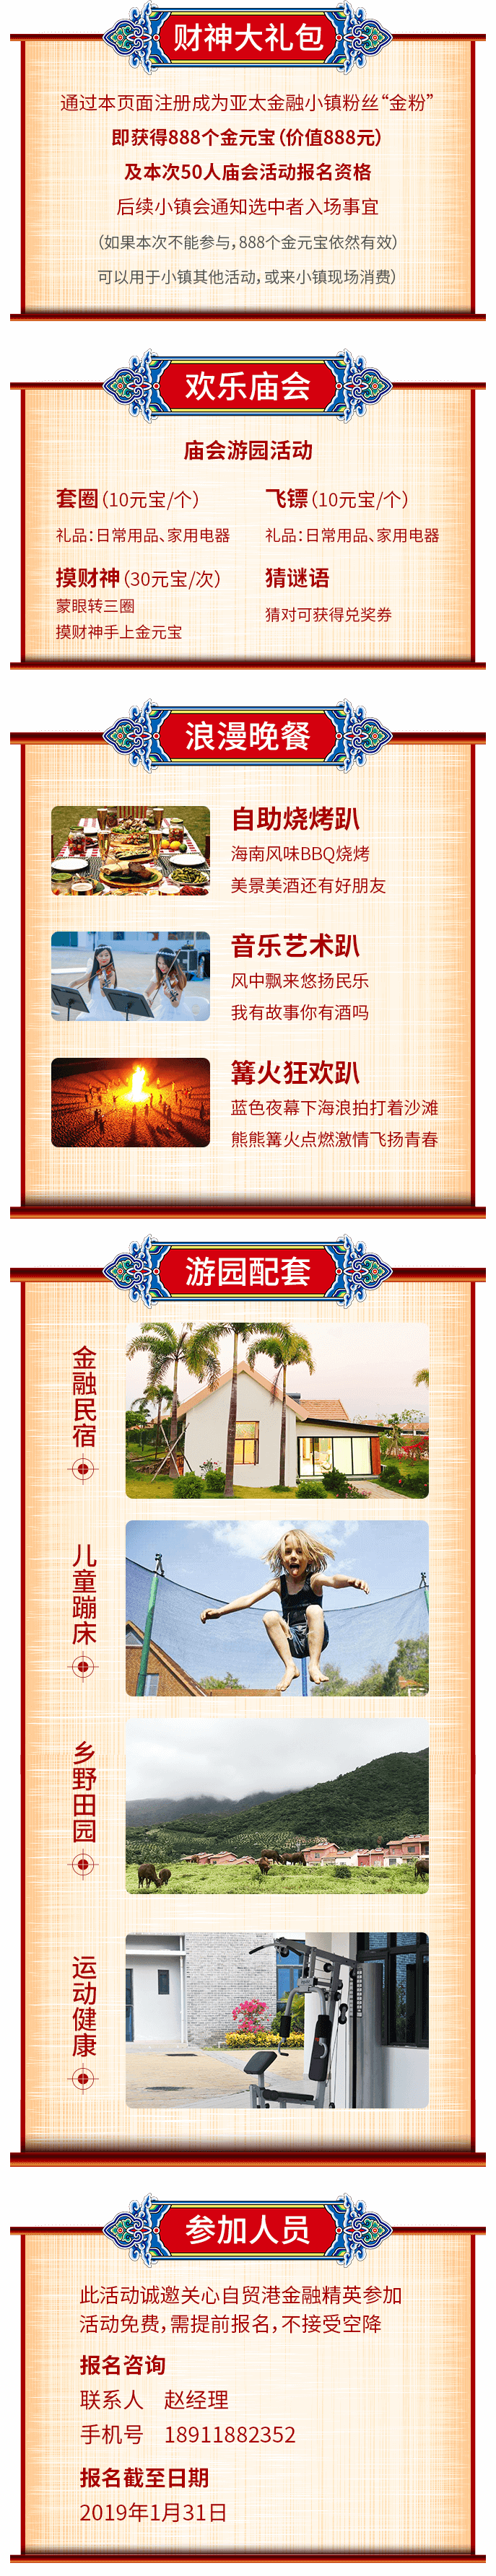 财神大礼包
通过本页面注册成为亚太金融小镇粉丝“金粉”
即获得888个金元宝（价值888元）
及本次50人庙会活动报名资格
后续小镇会通知选中者入场事宜
（如果本次不能参与，888个金元宝依然有效）
可以用于小镇其他活动，或来小镇现场消费）
欢乐庙会
庙会游园活动
套圈（10元宝/个）
礼品：日常用品、家用电器
飞镖（10元宝/个）
礼品：日常用品、家用电器
摸财神（30元宝/次）
蒙眼转三圈
摸财神手上金元宝
猜谜语
猜对可获得兑奖券
浪漫晚餐
自助烧烤趴
海南风味BBQ烧烤
美景美酒还有好朋友
音乐艺术趴
风中飘来悠扬民乐
我有故事你有酒吗
篝火狂欢趴
蓝色夜幕下海浪拍打着沙滩
熊熊篝火点燃激情飞扬青春
游园配套
金融民宿
儿童蹦床
乡野田园
运动健康
参加人员
此活动诚邀关心自贸港金融精英参加
活动免费，需提前报名，不接受空降
报名咨询
联系人 赵经理
手机号 18911882352
报名截至日期
2019年1月31日